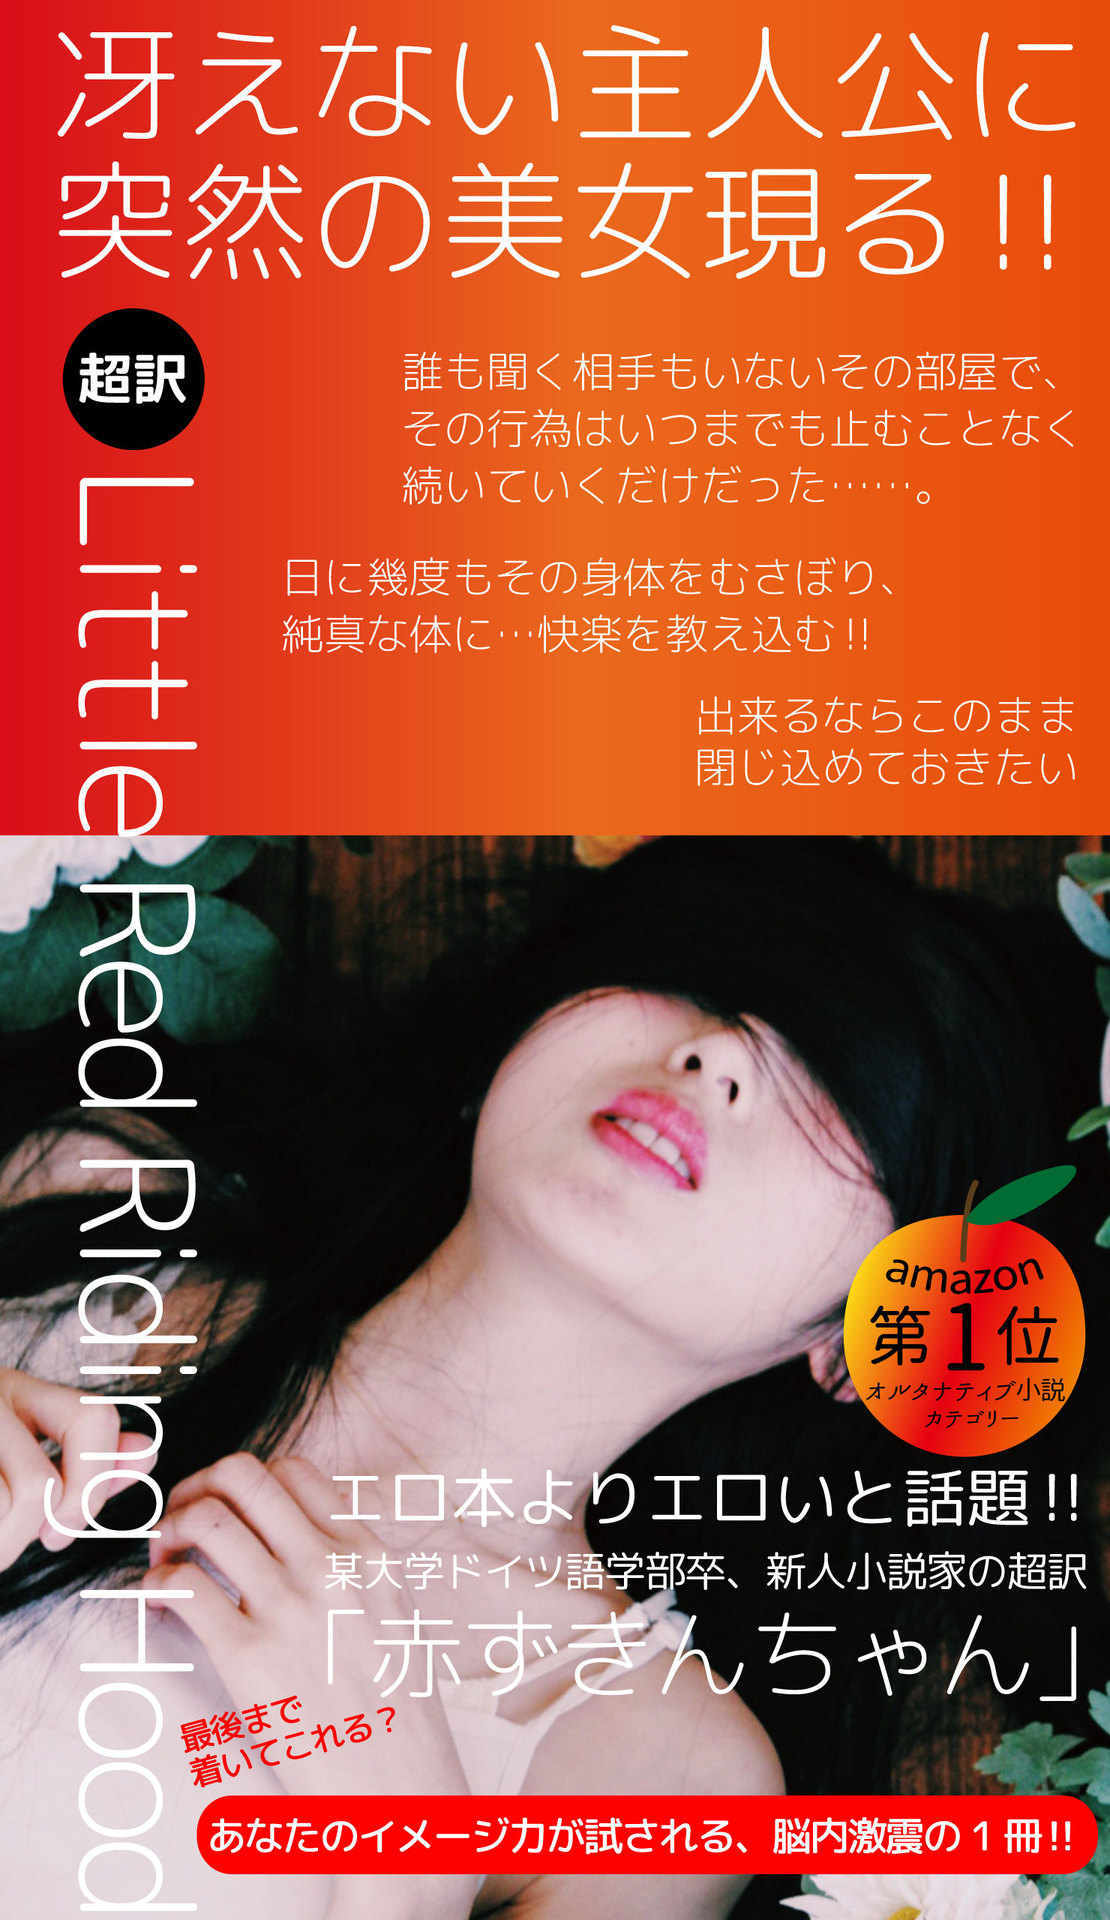 冴えない主人公に
突然の美女現る!!
超訳
Little Red Riding Hood
誰も聞く相手もいないその部屋で、
その行為はいつまでも止むことなく
続いていくだけだった……。
日に幾度もその身体をむさぼり、
純真な体に…快楽を教え込む!!
出来るならこのまま
閉じ込めておきたい
amazon
第1位
オルタナティブ小説
カテゴリー
エロ本よりエロいと話題!!
某大学ドイツ語学部卒、新人小説家の超訳
「赤ずきんちゃん」
最後まで
着いてこれる？
あなたのイメージ力が試される、脳内激震の1冊!!